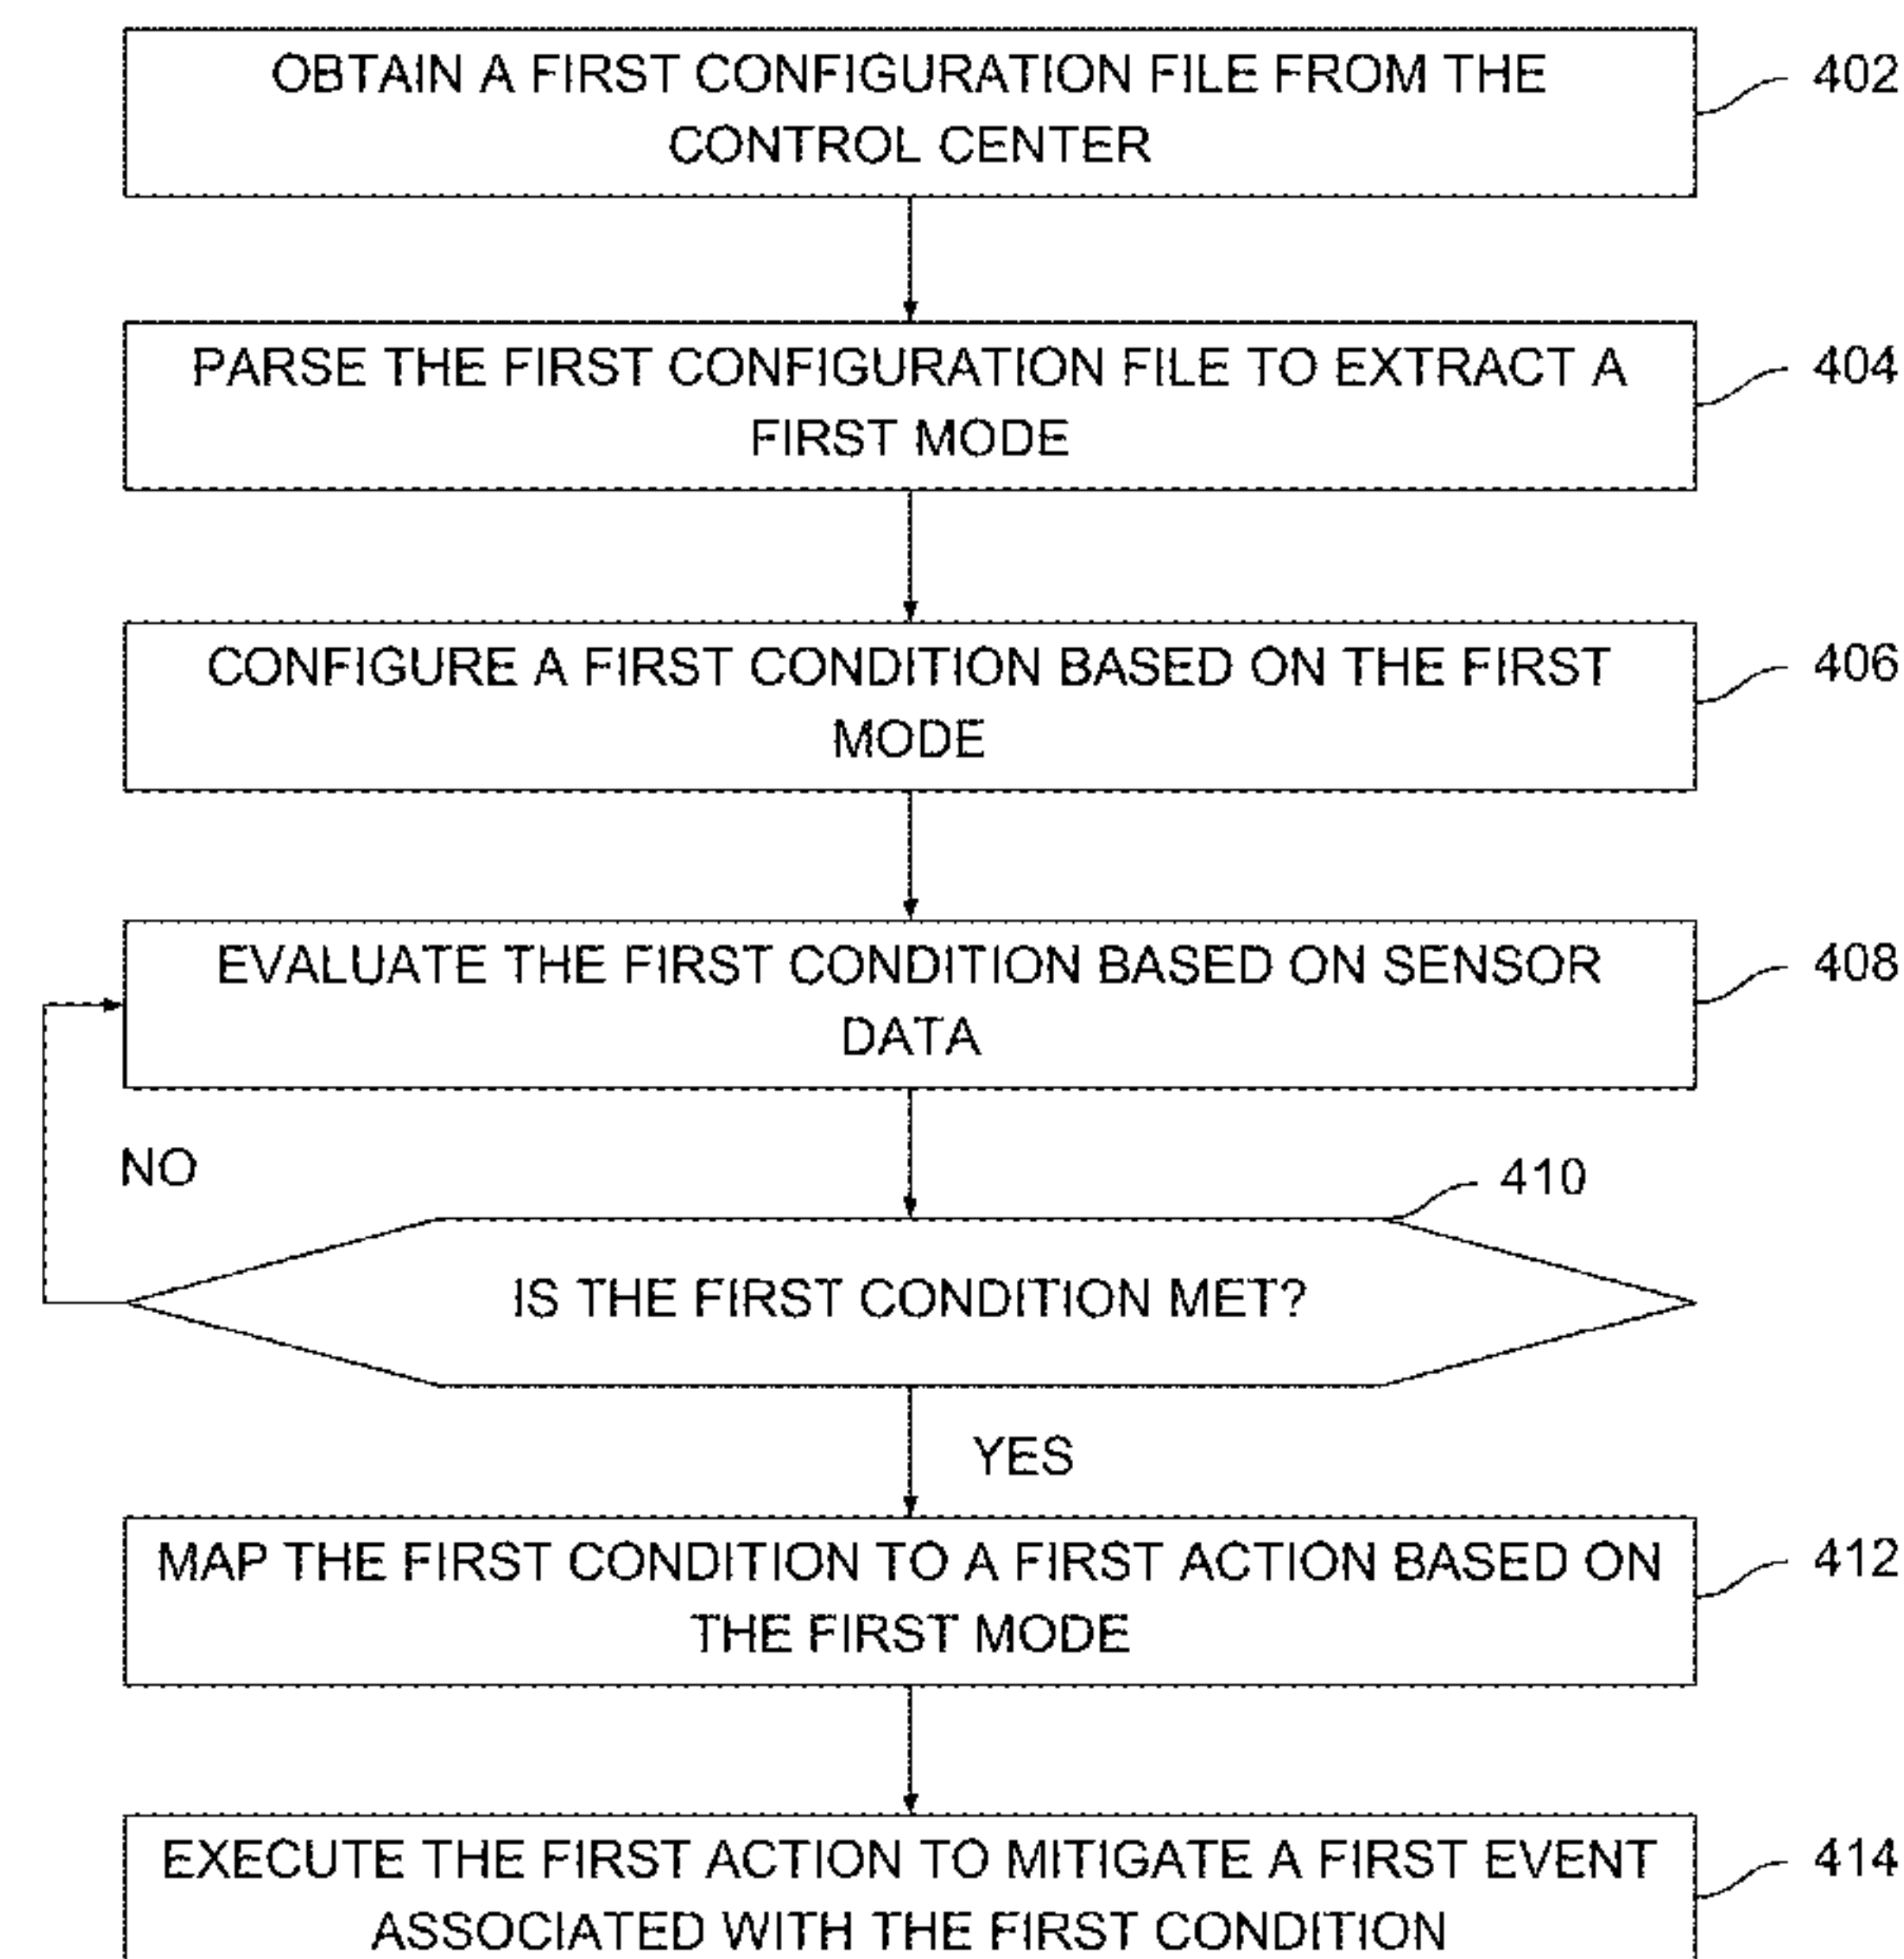 OBTAIN A FIRST CONFIGURATION FILE FROM THE
CONTROL CENTER
402
PARSE THE FIRST CONFIGURATION FILE TO EXTRACT A
FIRST MODE
404
CONFIGURE A FIRST CONDITION BASED ON THE FIRST
MODE
406
EVALUATE THE FIRST CONDITION BASED ON SENSOR
DATA
408
NO
410
IS THE FIRST CONDITION MET?
YES
MAP THE FIRST CONDITION TO A FIRST ACTION BASED ON
THE FIRST MODE
412
EXECUTE THE FIRST ACTION TO MITIGATE A FIRST EVENT
ASSOCIATED WITH THE FIRST CONDITION
414